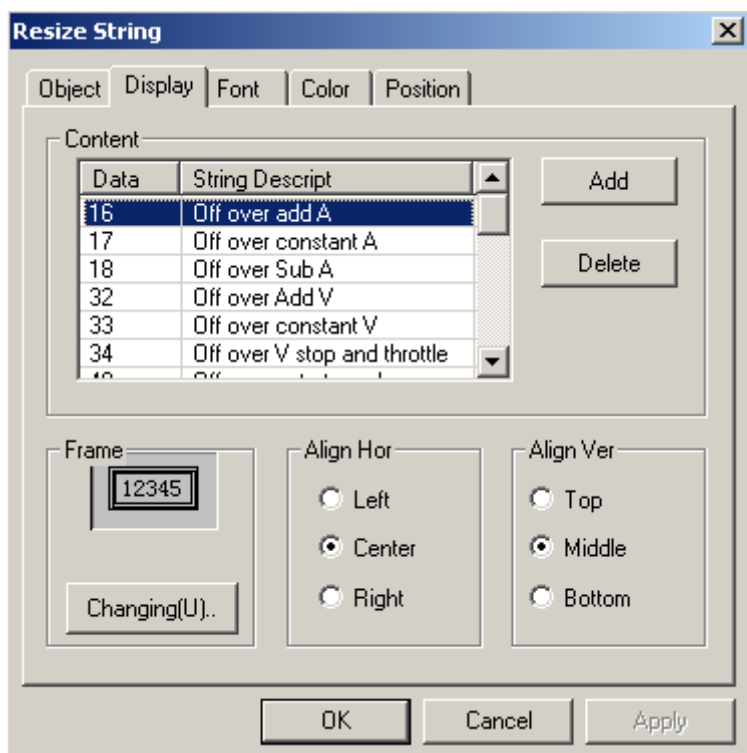 Resize String
Object Display Font Color Position
Content
Data String Descript
Add
16 Off over add A
17 Off over constant A
18 Off over Sub A
Delete
32 Off over Add V
33 Off over constant V
34 Off over V stop and throttle
Frame
Align Hor
Align Ver
12345
Left
Top
Center
Middle
Changing(U)..
Right
Bottom
OK Cancel Apply